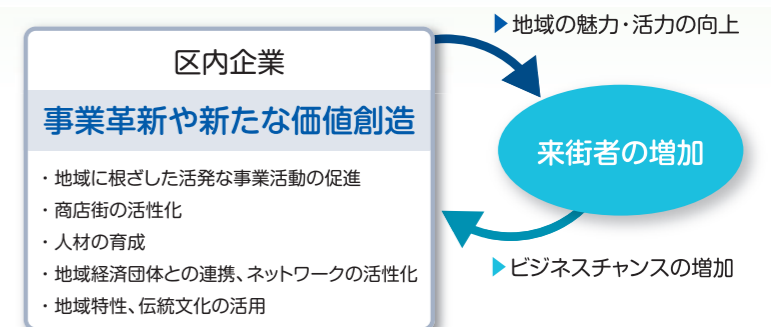 ▶地域の魅力・活力の向上
区内企業
事業革新や新たな価値創造
・地域に根ざした活発な事業活動の促進
・商店街の活性化
・人材の育成
・地域経済団体との連携、ネットワークの活性化
・地域特性、伝統文化の活用
来街者の増加
▶ビジネスチャンスの増加